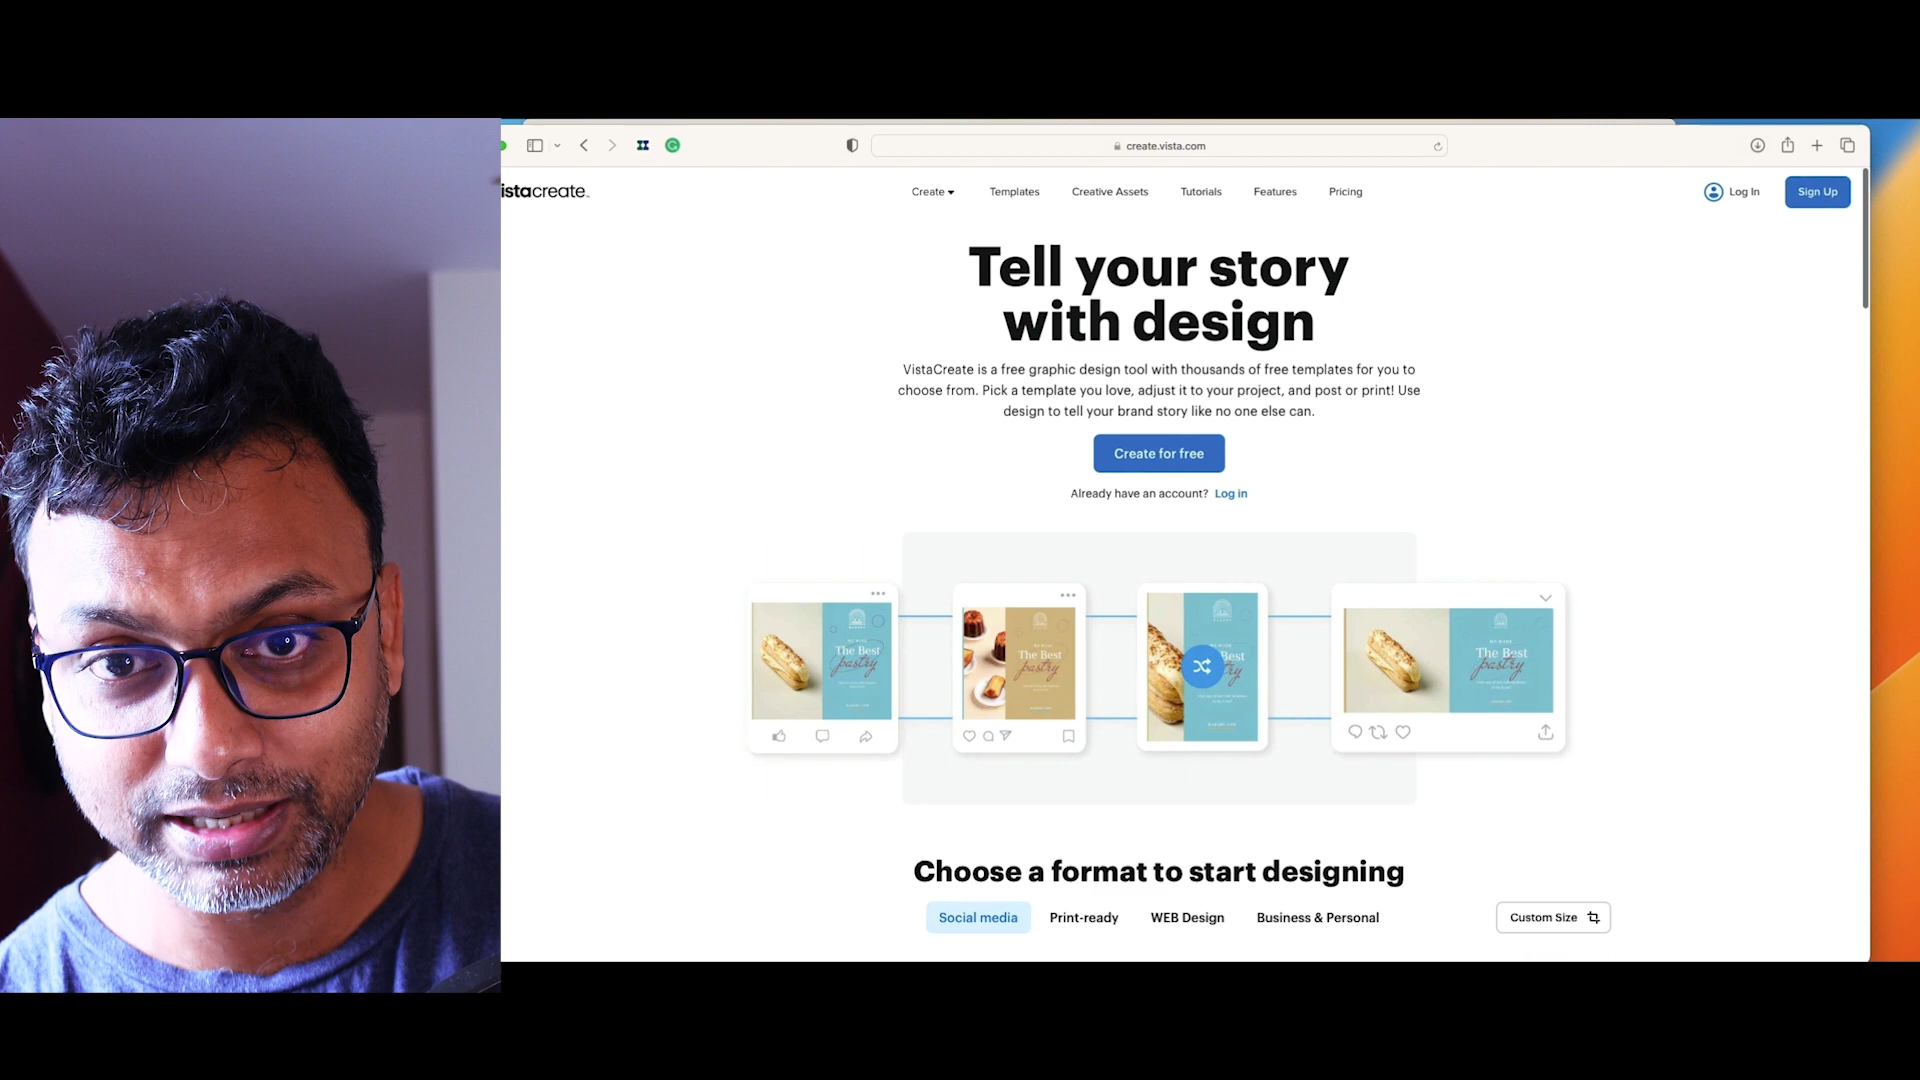 create.vista.com
istacreate
Create
Templates
Creative Assets
Tutorials
Features
Pricing
Log In
Sign Up
Tell your story
with design
VistaCreate is a free graphic design tool with thousands of free templates for you to
choose from. Pick a template you love, adjust it to your project, and post or print! Use
design to tell your brand story like no one else can.
Create for free
Already have an account? Log in
The Best
pastry
The Best
pastry
Best
The Best
pastry
Choose a format to start designing
Social media
Print-ready
WEB Design
Business & Personal
Custom Size